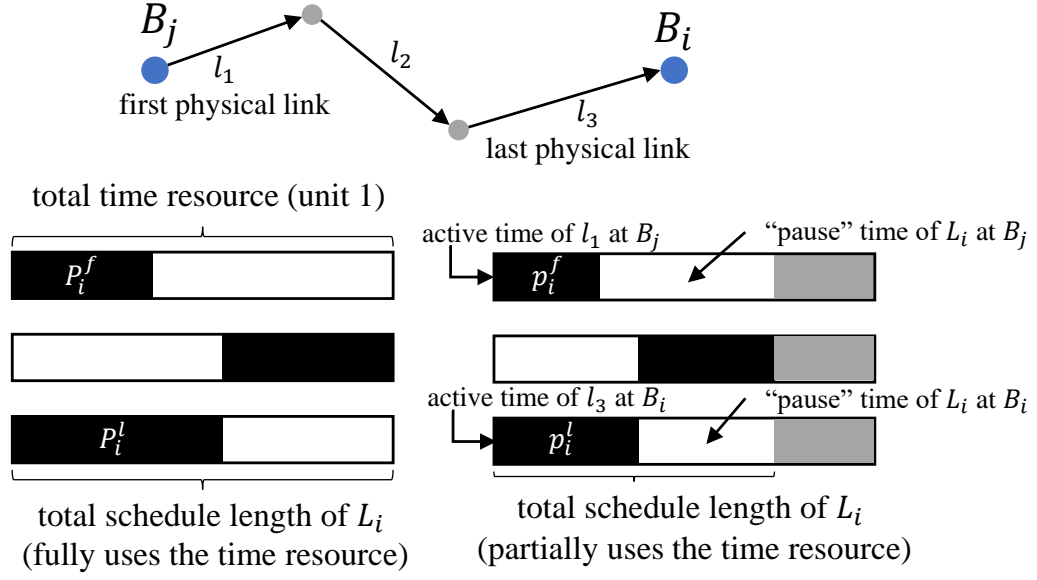 B_j
B_i
l_1
l_2
l_3
first physical link
last physical link
total time resource (unit 1)
active time of l_1 at B_j
“pause” time of L_i at B_j
P_i^f
p_i^f
active time of l_3 at B_i
“pause” time of L_i at B_i
P_i^l
p_i^l
total schedule length of L_i
(fully uses the time resource)
total schedule length of L_i
(partially uses the time resource)